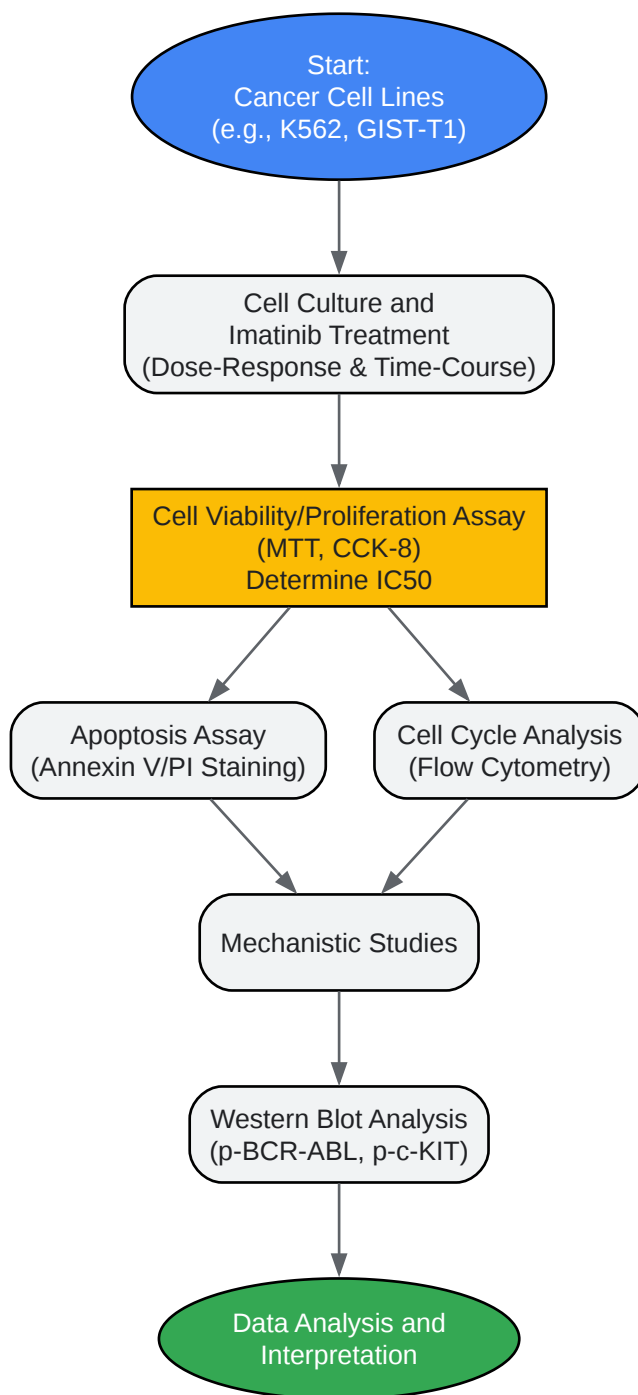 Start:
Cancer Cell Lines
(e.g., K562, GIST-T1)
Cell Culture and
Imatinib Treatment
(Dose-Response & Time-Course)
Cell Viability/Proliferation Assay
(MTT, CCK-8)
Determine IC50
Apoptosis Assay
(Annexin V/PI Staining)
Cell Cycle Analysis
(Flow Cytometry)
Mechanistic Studies
Western Blot Analysis
(p-BCR-ABL, p-c-KIT)
Data Analysis and
Interpretation